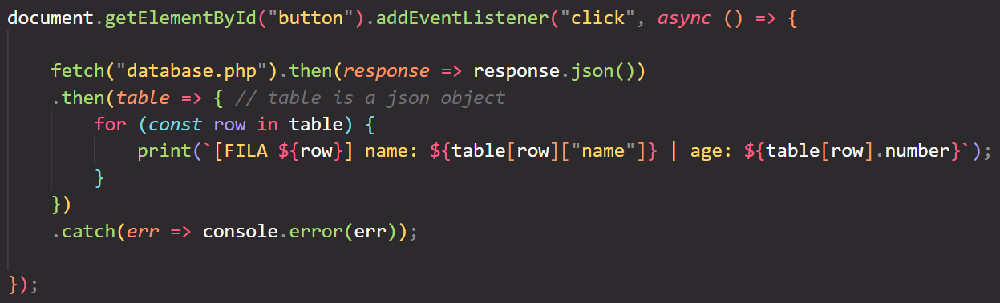 document.getElementById("button").addEventListener("click", async () => {
fetch("database.php").then(response => response.json())
.then(table => { // table is a json object
for (const row in table) {
print(`[FILA ${row}] name: ${table[row]["name"]} | age: ${table[row].number}`);
}
})
.catch(err => console.error(err));
});